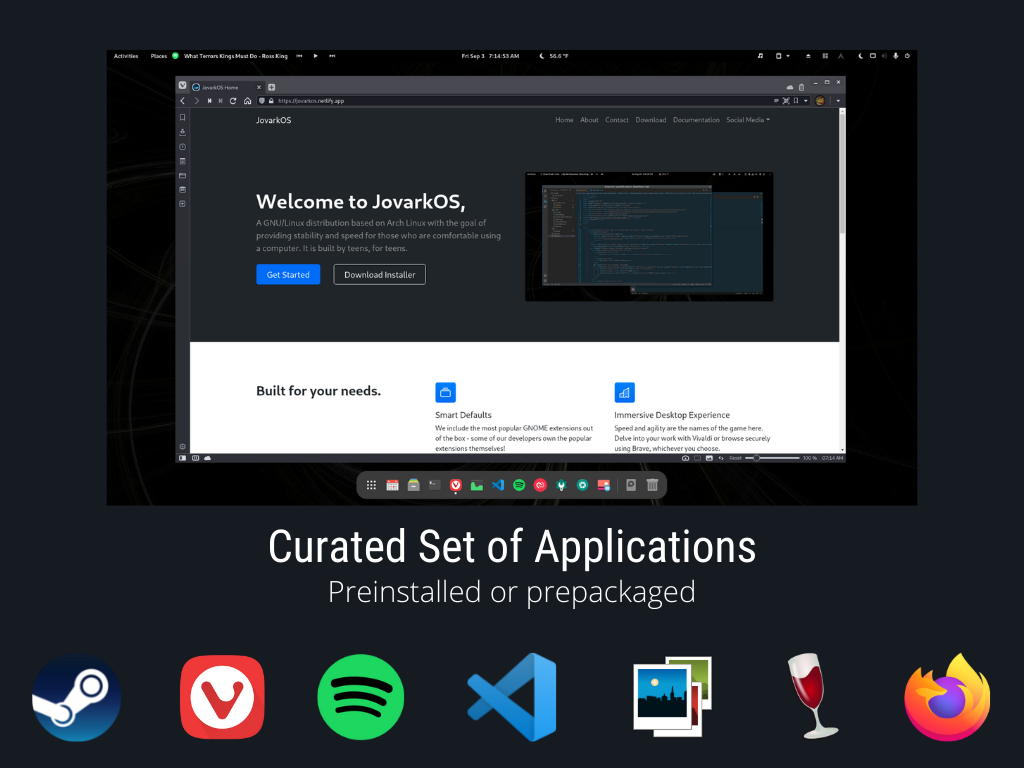 Activities Places What Terrors Kings Must Do - Ross King Fri Sep 3 7:14:53 AM 56.6 °F
JovarkOS Home
https://jovarkos.netlify.app
JovarkOS Home About Contact Download Documentation Social Media
Welcome to JovarkOS,
A GNU/Linux distribution based on Arch Linux with the goal of
providing stability and speed for those who are comfortable using
a computer. It is built by teens, for teens.
Get Started Download Installer
Built for your needs.
Smart Defaults
We include the most popular GNOME extensions out
of the box - some of our developers own the popular
extensions themselves!
Immersive Desktop Experience
Speed and agility are the names of the game here.
Delve into your work with Vivaldi or browse securely
using Brave, whichever you choose.
Reset 100 % 07:14 AM
Curated Set of Applications
Preinstalled or prepackaged